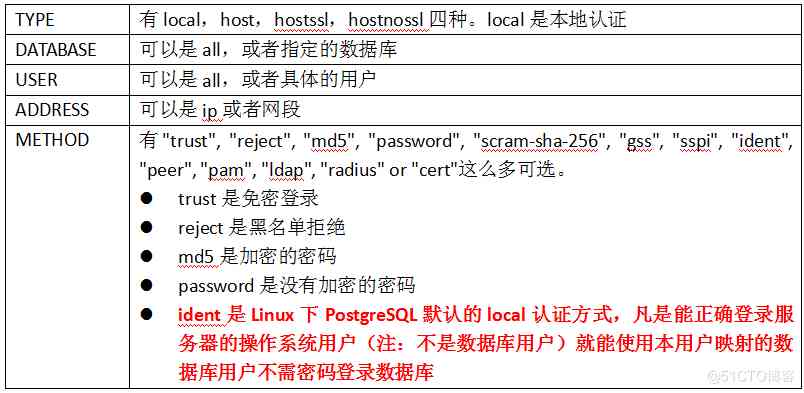 TYPE 有 local，host，hostssl，hostnossl 四种。local 是本地认证
DATABASE 可以是 all，或者指定的数据库
USER 可以是 all，或者具体的用户
ADDRESS 可以是 ip 或者网段
METHOD 有 "trust", "reject", "md5", "password", "scram-sha-256", "gss", "sspi", "ident",
"peer", "pam", "ldap", "radius" or "cert"这么多可选。
● trust 是免密登录
● reject 是黑名单拒绝
● md5 是加密的密码
● password 是没有加密的密码
● ident 是 Linux 下 PostgreSQL 默认的 local 认证方式，凡是能正确登录服
务器的操作系统用户（注：不是数据库用户）就能使用本用户映射的数
据库用户不需密码登录数据库
@51CTO博客